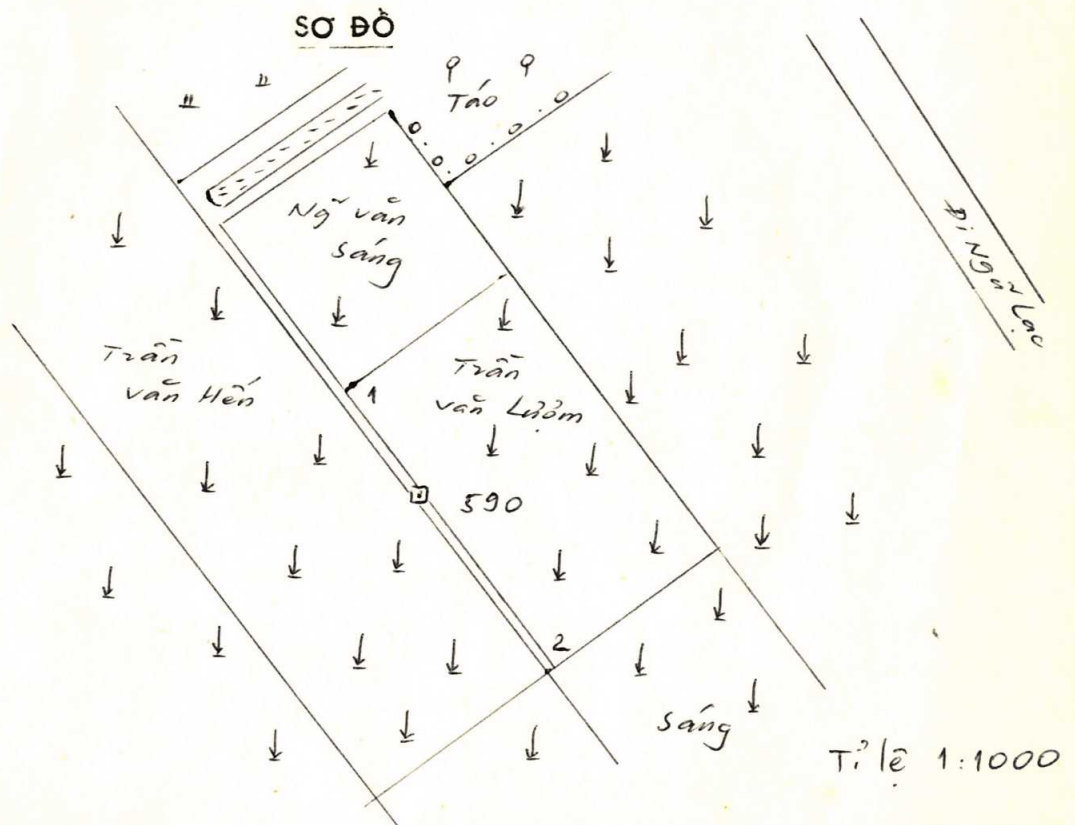 SƠ ĐỒ
Táo
Ng~ văn
sáng
Đi Ngũ Lạc
Trần
văn Hến
1
Trần
văn Lượm
590
2
sáng
Tỉ lệ 1:1000